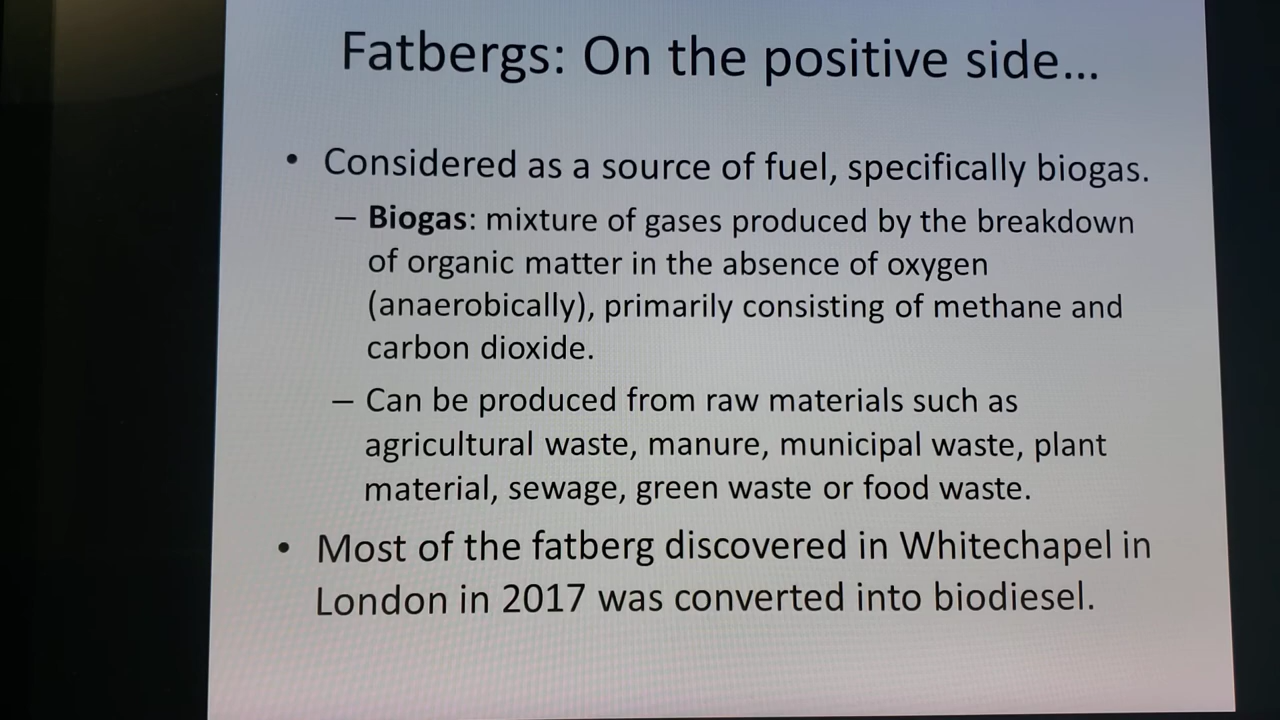 Fatbergs: On the positive side...
• Considered as a source of fuel, specifically biogas.
– Biogas: mixture of gases produced by the breakdown
of organic matter in the absence of oxygen
(anaerobically), primarily consisting of methane and
carbon dioxide.
– Can be produced from raw materials such as
agricultural waste, manure, municipal waste, plant
material, sewage, green waste or food waste.
• Most of the fatberg discovered in Whitechapel in
London in 2017 was converted into biodiesel.